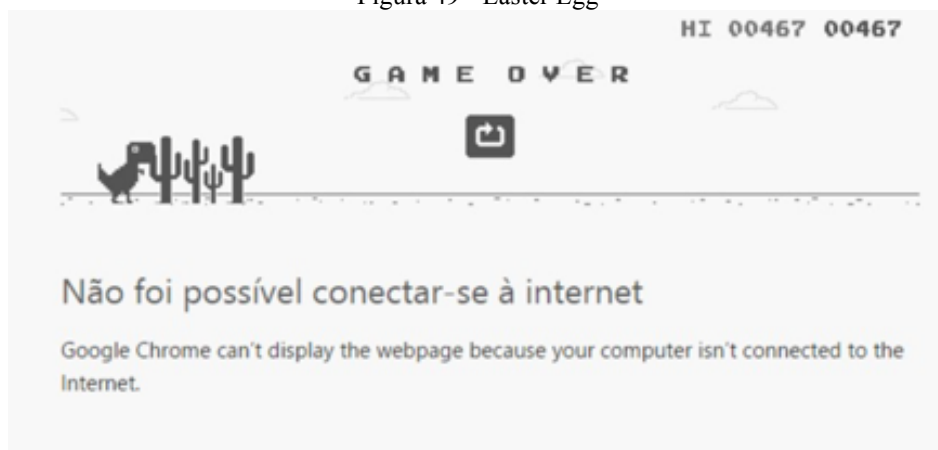 Figura 49 - Easter Egg
HI 00467 00467
GAME OVER
Não foi possível conectar-se à internet
Google Chrome can't display the webpage because your computer isn't connected to the
Internet.